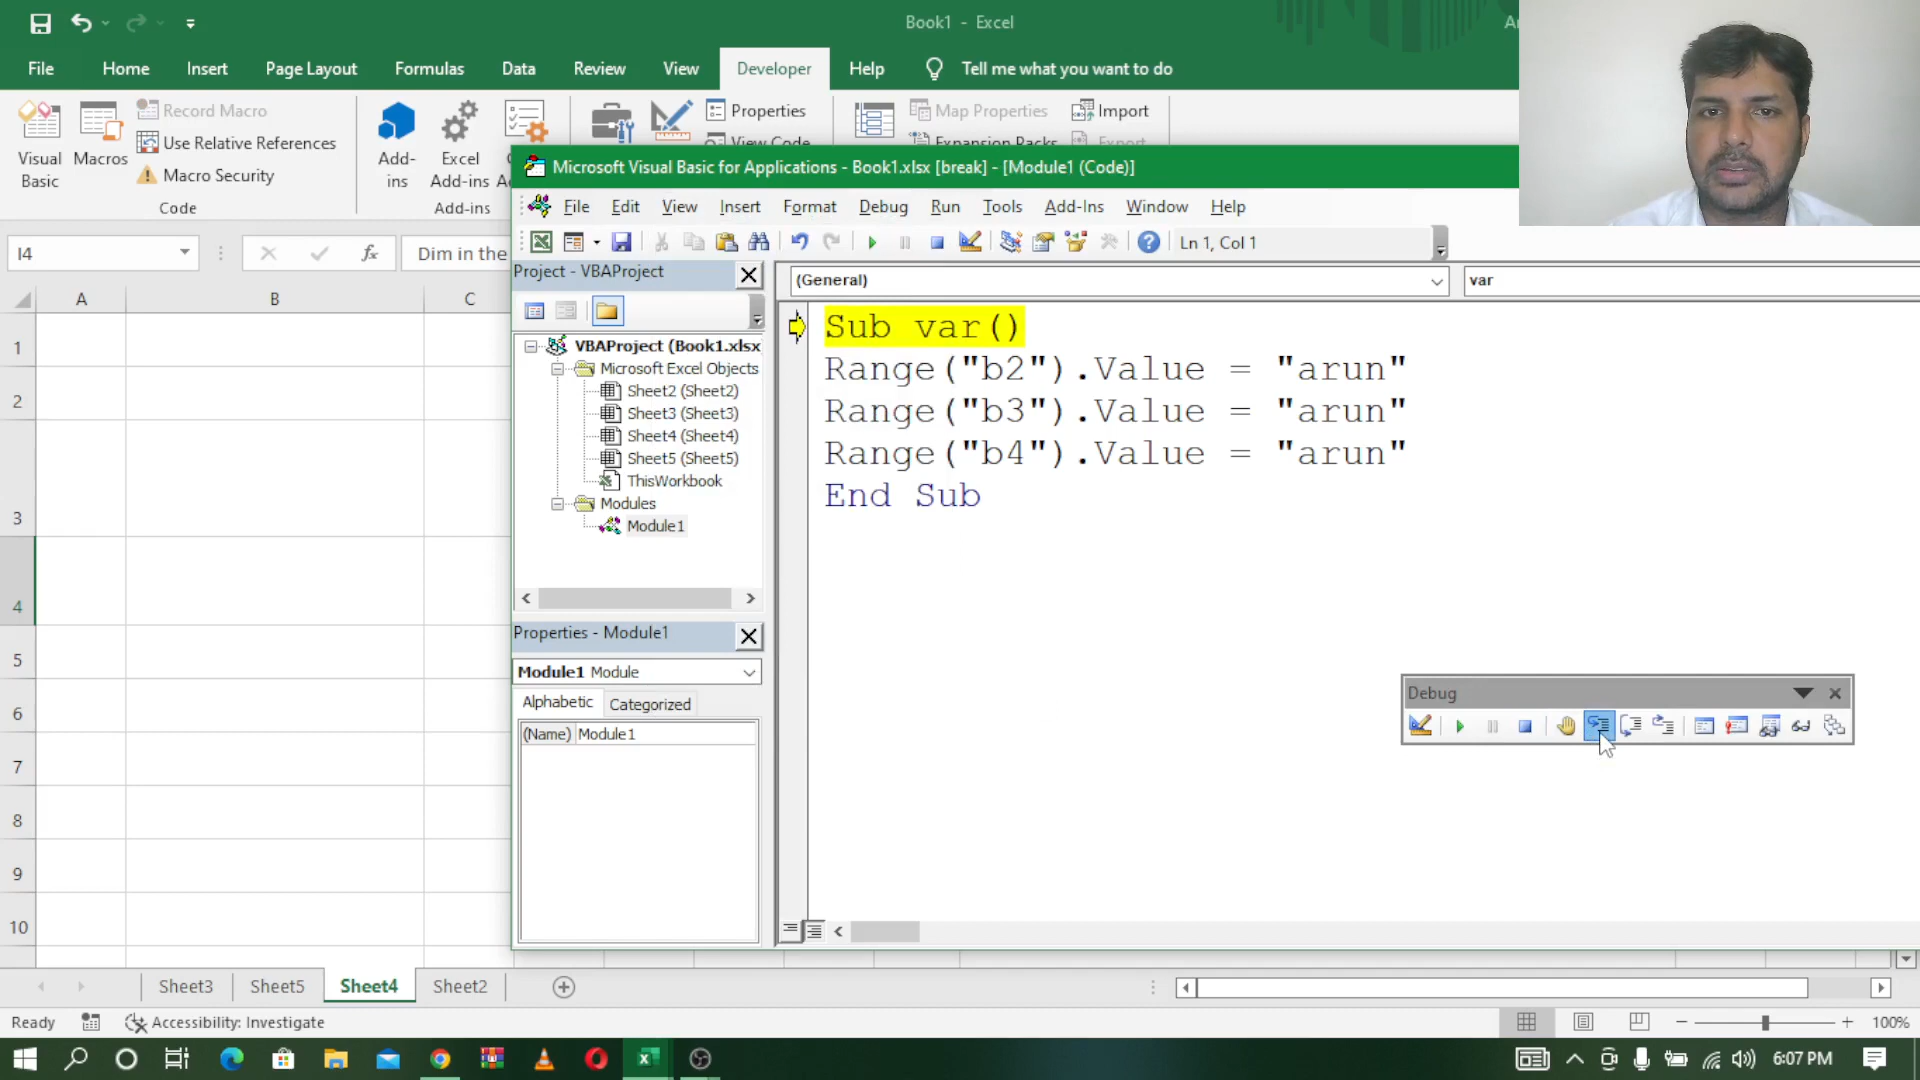 Book1 - Excel
File Home Insert Page Layout Formulas Data Review View Developer Help Tell me what you want to do
Record Macro
Use Relative References
Macro Security
Visual Basic
Macros
Add-ins
Excel Add-ins
Properties
View Code
Map Properties
Expansion Packs
Import
Export
Code
Add-ins
Microsoft Visual Basic for Applications - Book1.xlsx [break] - [Module1 (Code)]
File Edit View Insert Format Debug Run Tools Add-Ins Window Help
Ln 1, Col 1
I4
fx
Dim in the
Project - VBAProject
(General)
var
VBAProject (Book1.xlsx
Microsoft Excel Objects
Sheet2 (Sheet2)
Sheet3 (Sheet3)
Sheet4 (Sheet4)
Sheet5 (Sheet5)
ThisWorkbook
Modules
Module1
Sub var()
Range("b2").Value = "arun"
Range("b3").Value = "arun"
Range("b4").Value = "arun"
End Sub
Properties - Module1
Module1 Module
Alphabetic Categorized
(Name) Module1
Debug
A B C
1
2
3
4
5
6
7
8
9
10
Sheet3 Sheet5 Sheet4 Sheet2
Ready
Accessibility: Investigate
100%
6:07 PM